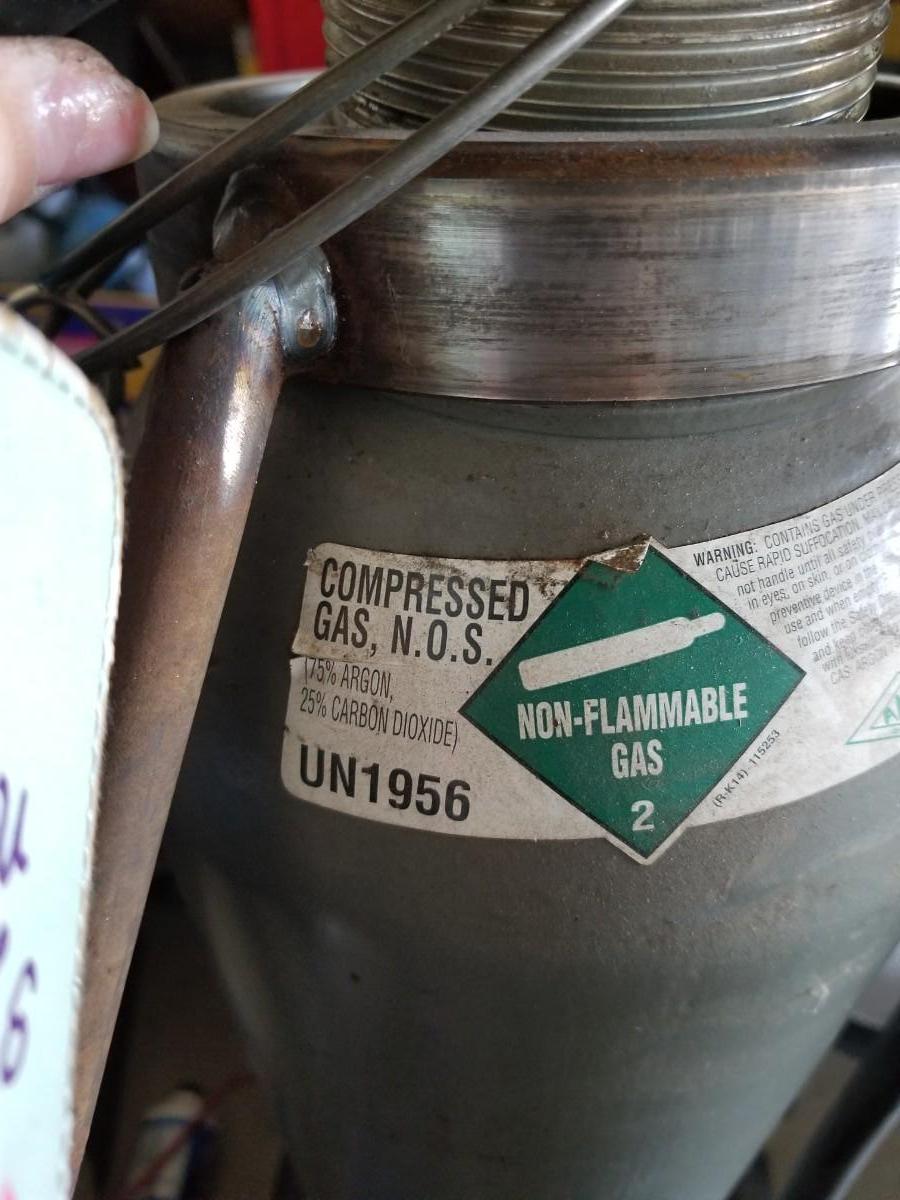 COMPRESSED
GAS, N.O.S.
(75% ARGON,
25% CARBON DIOXIDE)
UN1956
NON-FLAMMABLE
GAS
2
(R-K14) 115253
WARNING: CONTAINS GAS UNDER
CAUSE RAPID SUFFOCATION.
not handle until all safety
in eyes, on skin, or on
preventive device in the
use and when
follow the
and keep